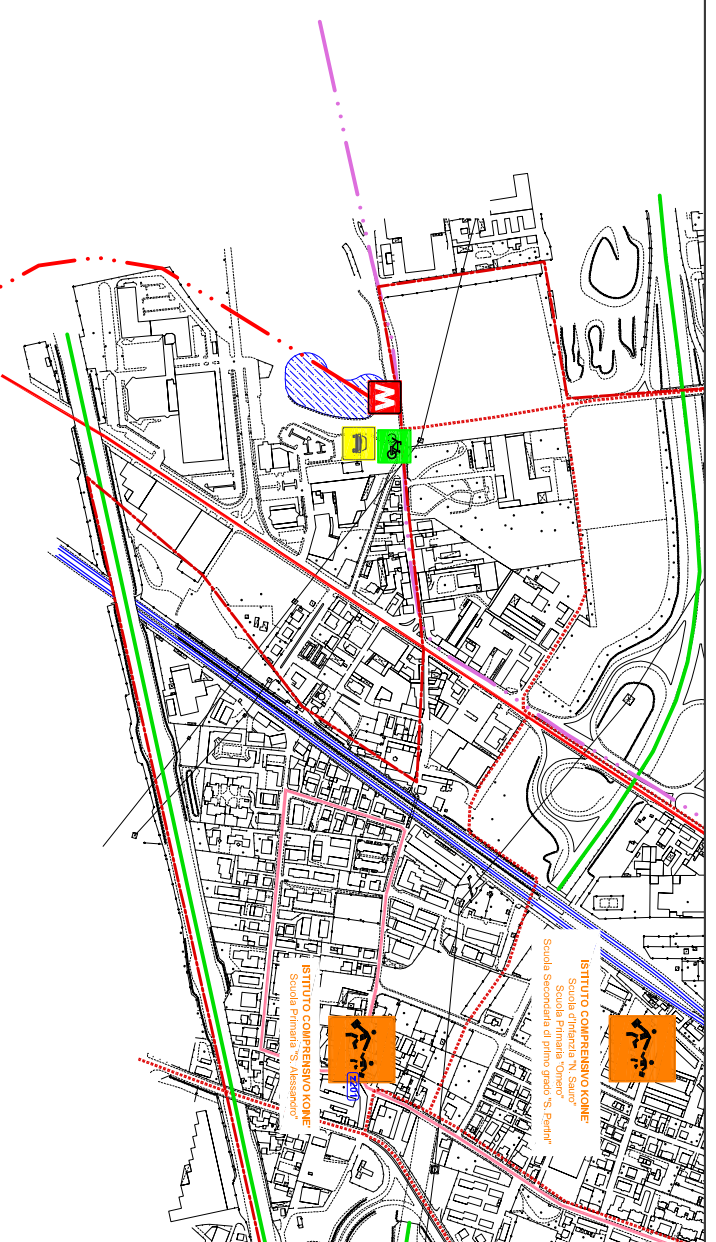 M
ISTITUTO COMPRENSIVO KOINE'
Scuola d'Infanzia "N. Sauro"
Scuola Primaria "Omero"
Scuola Secondaria di primo grado "S. Pertini"
ISTITUTO COMPRENSIVO KOINE'
Scuola Primaria "S. Alessandro"
z201